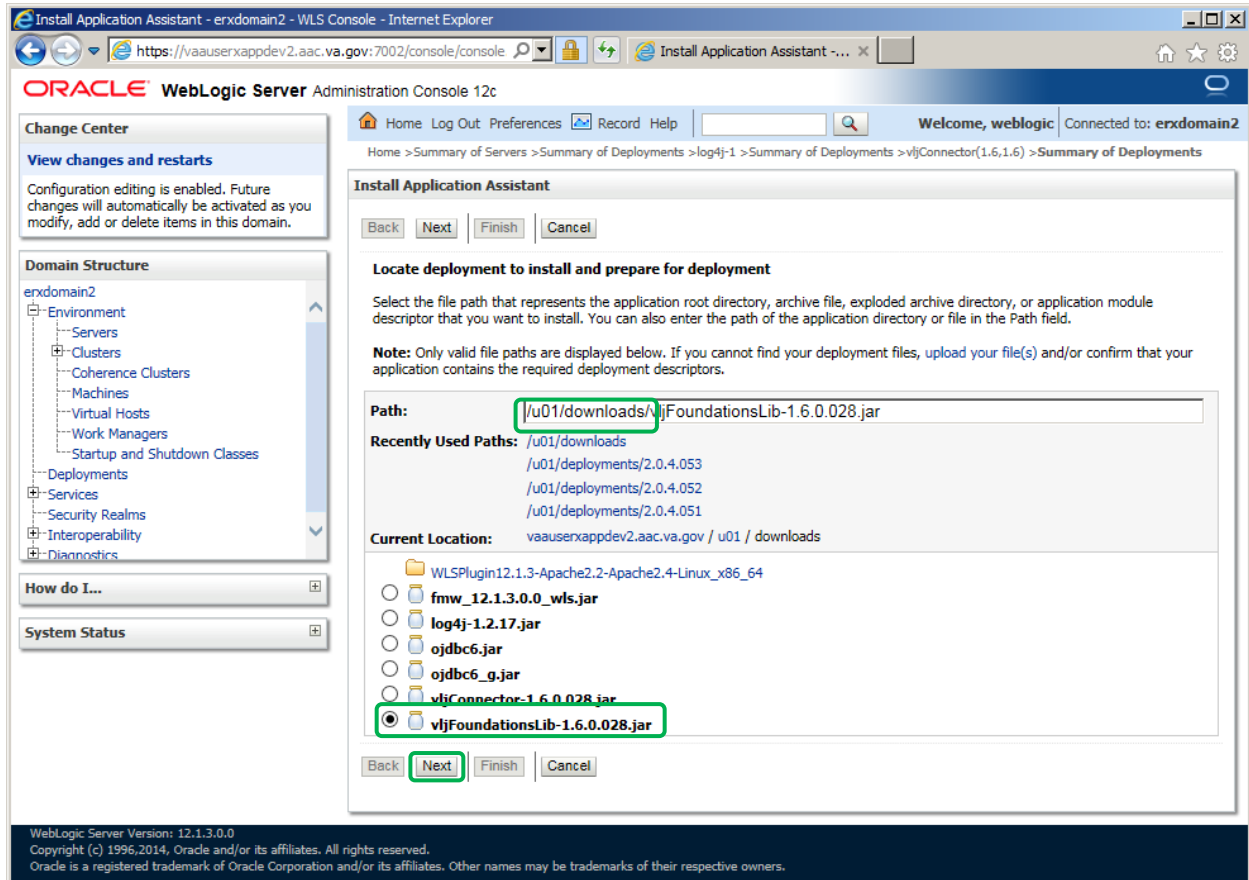 Install Application Assistant - erxdomain2 - WLS Console - Internet Explorer
https://vaauserxappdev2.aac.va.gov:7002/console/console
Install Application Assistant -...
ORACLE WebLogic Server Administration Console 12c
Change Center
View changes and restarts
Configuration editing is enabled. Future
changes will automatically be activated as you
modify, add or delete items in this domain.
Domain Structure
erxdomain2
Environment
Servers
Clusters
Coherence Clusters
Machines
Virtual Hosts
Work Managers
Startup and Shutdown Classes
Deployments
Services
Security Realms
Interoperability
Diagnostics
How do I...
System Status
Home Log Out Preferences Record Help
Welcome, weblogic Connected to: erxdomain2
Home >Summary of Servers >Summary of Deployments >log4j-1 >Summary of Deployments >vljConnector(1.6,1.6) >Summary of Deployments
Install Application Assistant
Back Next Finish Cancel
Locate deployment to install and prepare for deployment
Select the file path that represents the application root directory, archive file, exploded archive directory, or application module
descriptor that you want to install. You can also enter the path of the application directory or file in the Path field.
Note: Only valid file paths are displayed below. If you cannot find your deployment files, upload your file(s) and/or confirm that your
application contains the required deployment descriptors.
Path: /u01/downloads/vljFoundationsLib-1.6.0.028.jar
Recently Used Paths: /u01/downloads
/u01/deployments/2.0.4.053
/u01/deployments/2.0.4.052
/u01/deployments/2.0.4.051
Current Location: vaauserxappdev2.aac.va.gov / u01 / downloads
WLSPlugin12.1.3-Apache2.2-Apache2.4-Linux_x86_64
fmw_12.1.3.0.0_wls.jar
log4j-1.2.17.jar
ojdbc6.jar
ojdbc6_g.jar
vljConnector-1.6.0.028.jar
vljFoundationsLib-1.6.0.028.jar
Back Next Finish Cancel
WebLogic Server Version: 12.1.3.0.0
Copyright (c) 1996,2014, Oracle and/or its affiliates. All rights reserved.
Oracle is a registered trademark of Oracle Corporation and/or its affiliates. Other names may be trademarks of their respective owners.